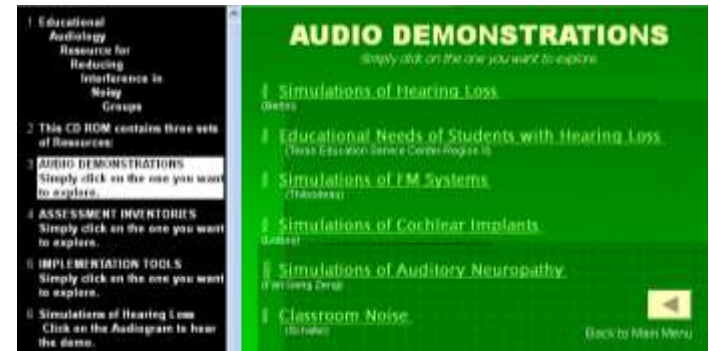 1 Educational
Audiology
Resource for
Reducing
Interference in
Noisy
Groups
2 This CD ROM contains three sets
of Resources:
3 AUDIO DEMONSTRATIONS
Simply click on the one you want
to explore.
4 ASSESSMENT INVENTORIES
Simply click on the one you want
to explore.
5 IMPLEMENTATION TOOLS
Simply click on the one you want
to explore.
6 Simulations of Hearing Loss
Click on the Audiogram to hear
the demo.
AUDIO DEMONSTRATIONS
Simply click on the one you want to explore.
Simulations of Hearing Loss
Educational Needs of Students with Hearing Loss
(Texas Education Service Center-Region
Simulations of FM Systems
(Thibodeau)
Simulations of Cochlear Implants
Simulations of Auditory Neuropathy
(Fan Gang Zeng)
Classroom Noise
Back to Main Menu